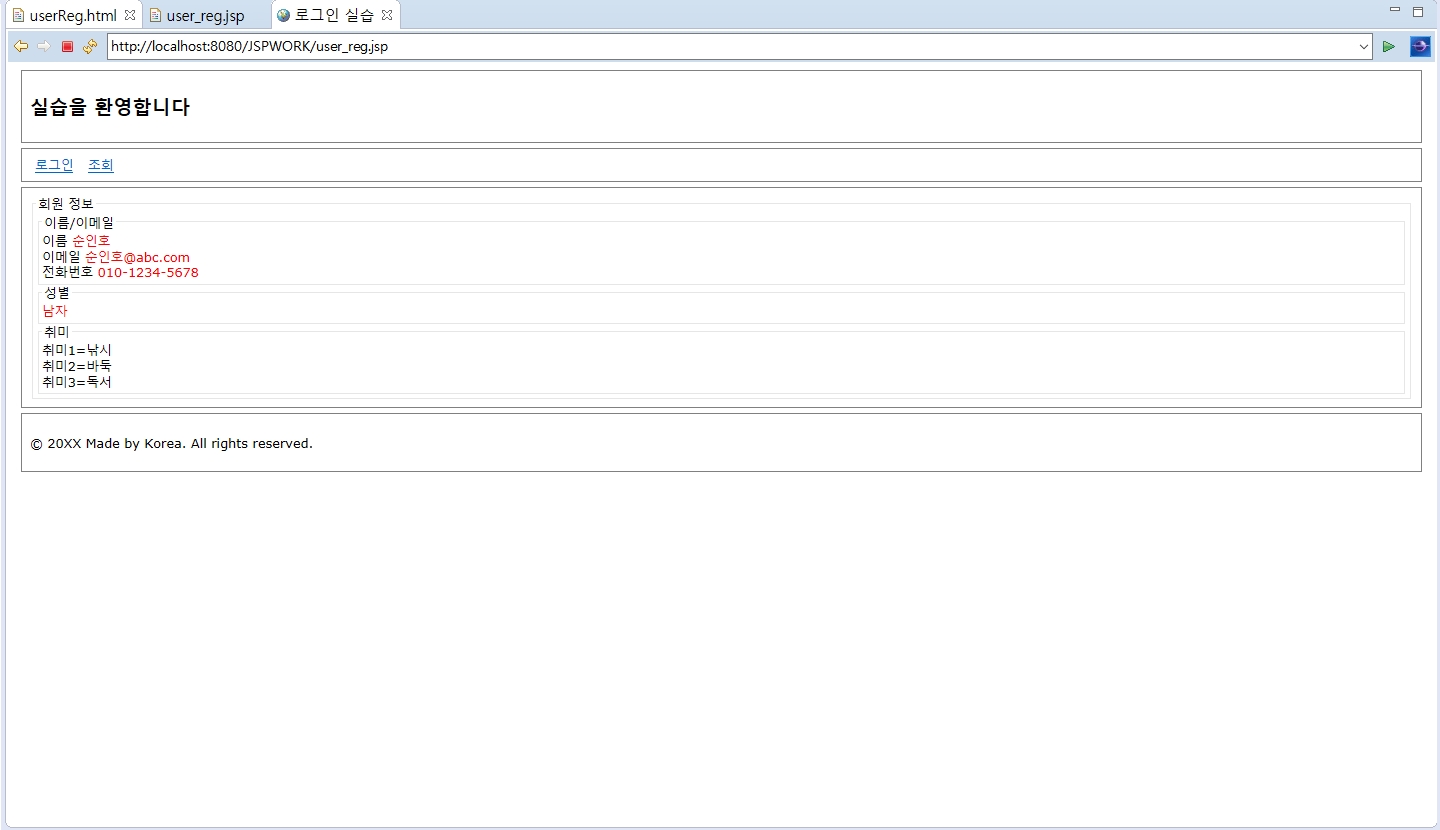 userReg.html user_reg.jsp 로그인 실습
http://localhost:8080/JSPWORK/user_reg.jsp
실습을 환영합니다
로그인 조회
회원 정보
이름/이메일
이름 순인호
이메일 순인호@abc.com
전화번호 010-1234-5678
성별
남자
취미
취미1=낚시
취미2=바둑
취미3=독서
© 20XX Made by Korea. All rights reserved.